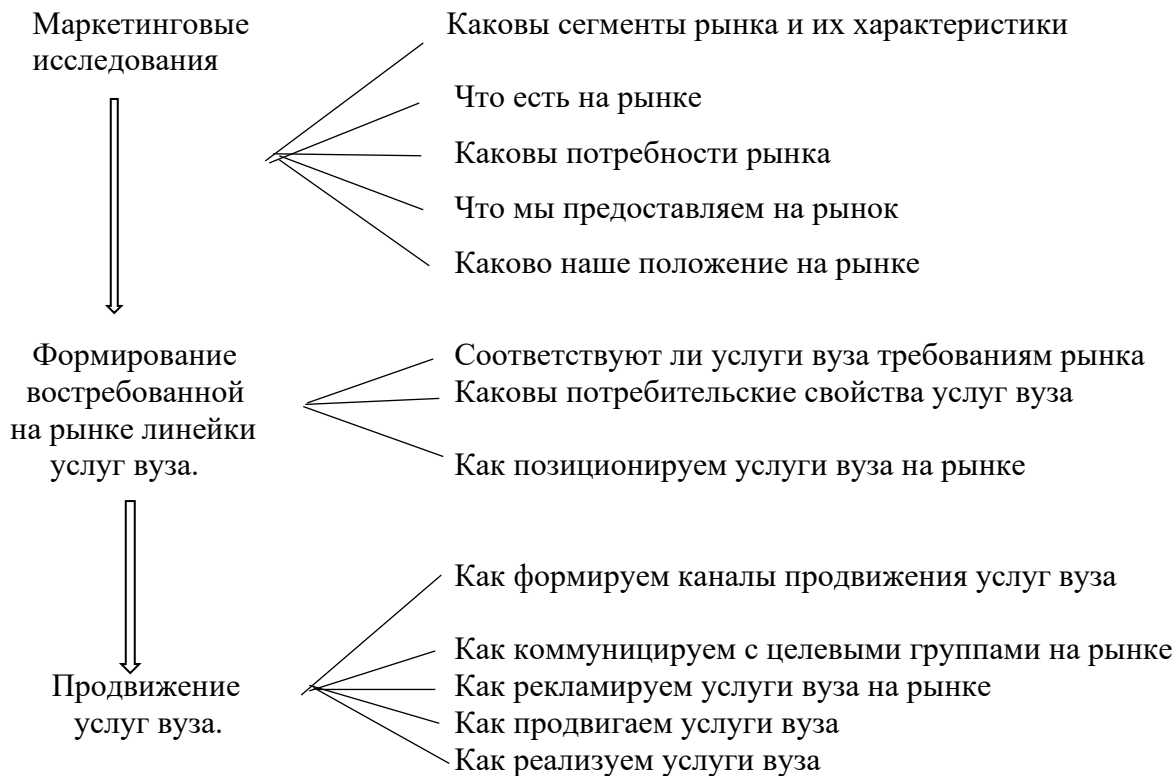 Маркетинговые
исследования
Каковы сегменты рынка и их характеристики
Что есть на рынке
Каковы потребности рынка
Что мы предоставляем на рынок
Каково наше положение на рынке
Формирование
востребованной
на рынке линейки
услуг вуза.
Соответствуют ли услуги вуза требованиям рынка
Каковы потребительские свойства услуг вуза
Как позиционируем услуги вуза на рынке
Продвижение
услуг вуза.
Как формируем каналы продвижения услуг вуза
Как коммуницируем с целевыми группами на рынке
Как рекламируем услуги вуза на рынке
Как продвигаем услуги вуза
Как реализуем услуги вуза